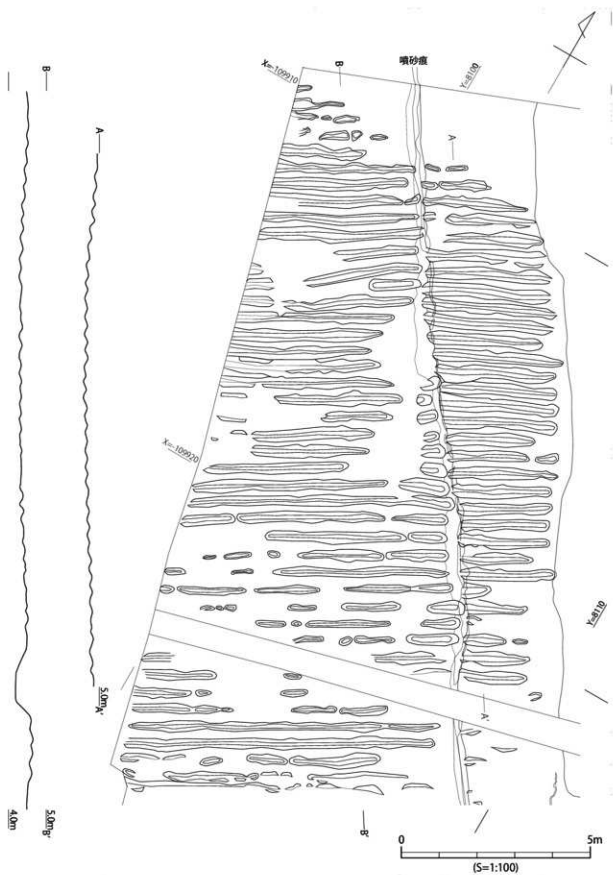 噴砂痕
X=-109910
Y=8100
B
A
B
A
X=-109920
Y=8110
5.0m A'
A'
5.0m B'
4.0m
B'
0 5m
(S=1:100)